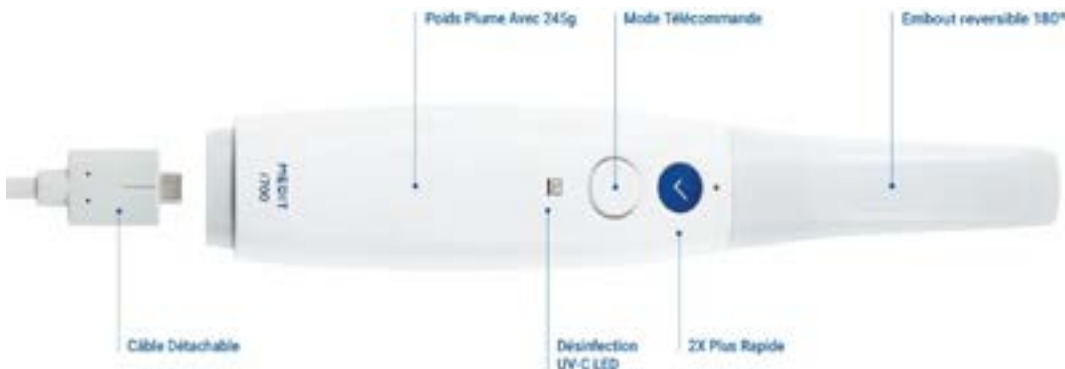 Poids Plume Avec 245g
Mode Télécommande
Embout reversible 180°
MEDIT
i700
Câble Détachable
Désinfection
UV-C LED
2X Plus Rapide